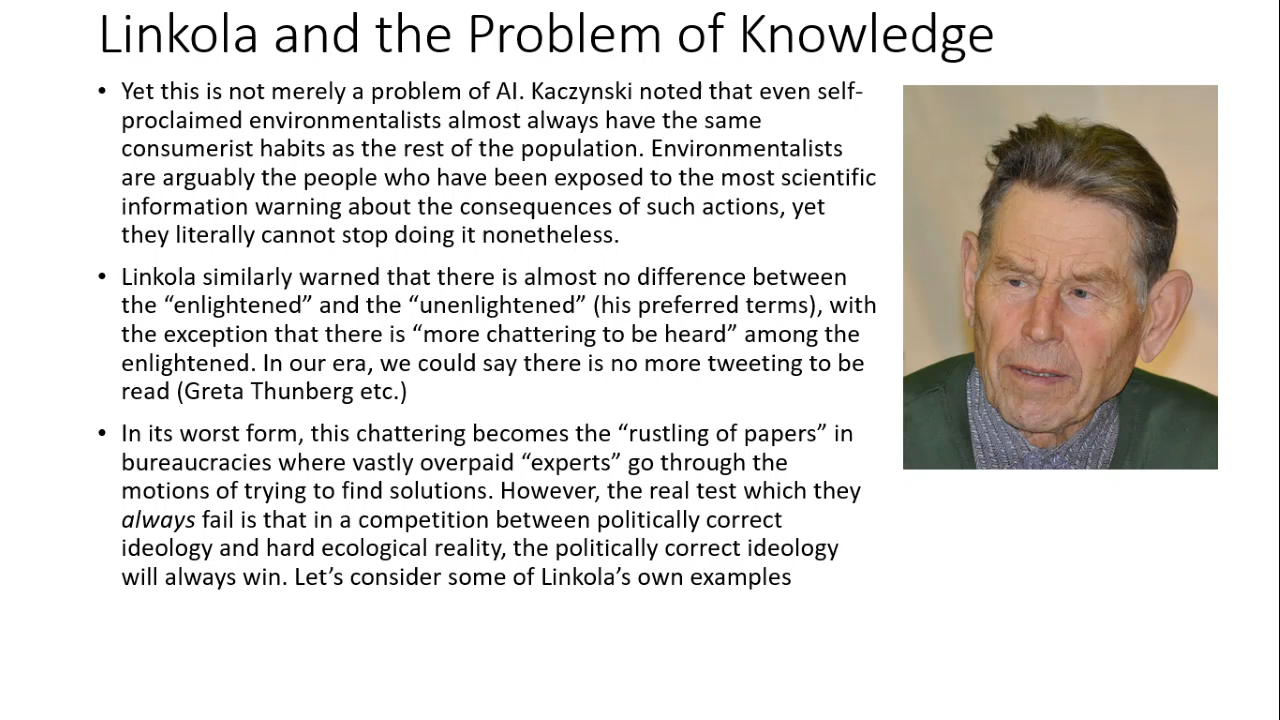 Linkola and the Problem of Knowledge
• Yet this is not merely a problem of AI. Kaczynski noted that even self-
proclaimed environmentalists almost always have the same
consumerist habits as the rest of the population. Environmentalists
are arguably the people who have been exposed to the most scientific
information warning about the consequences of such actions, yet
they literally cannot stop doing it nonetheless.
• Linkola similarly warned that there is almost no difference between
the “enlightened” and the “unenlightened” (his preferred terms), with
the exception that there is “more chattering to be heard” among the
enlightened. In our era, we could say there is no more tweeting to be
read (Greta Thunberg etc.)
• In its worst form, this chattering becomes the “rustling of papers” in
bureaucracies where vastly overpaid “experts” go through the
motions of trying to find solutions. However, the real test which they
always fail is that in a competition between politically correct
ideology and hard ecological reality, the politically correct ideology
will always win. Let’s consider some of Linkola’s own examples